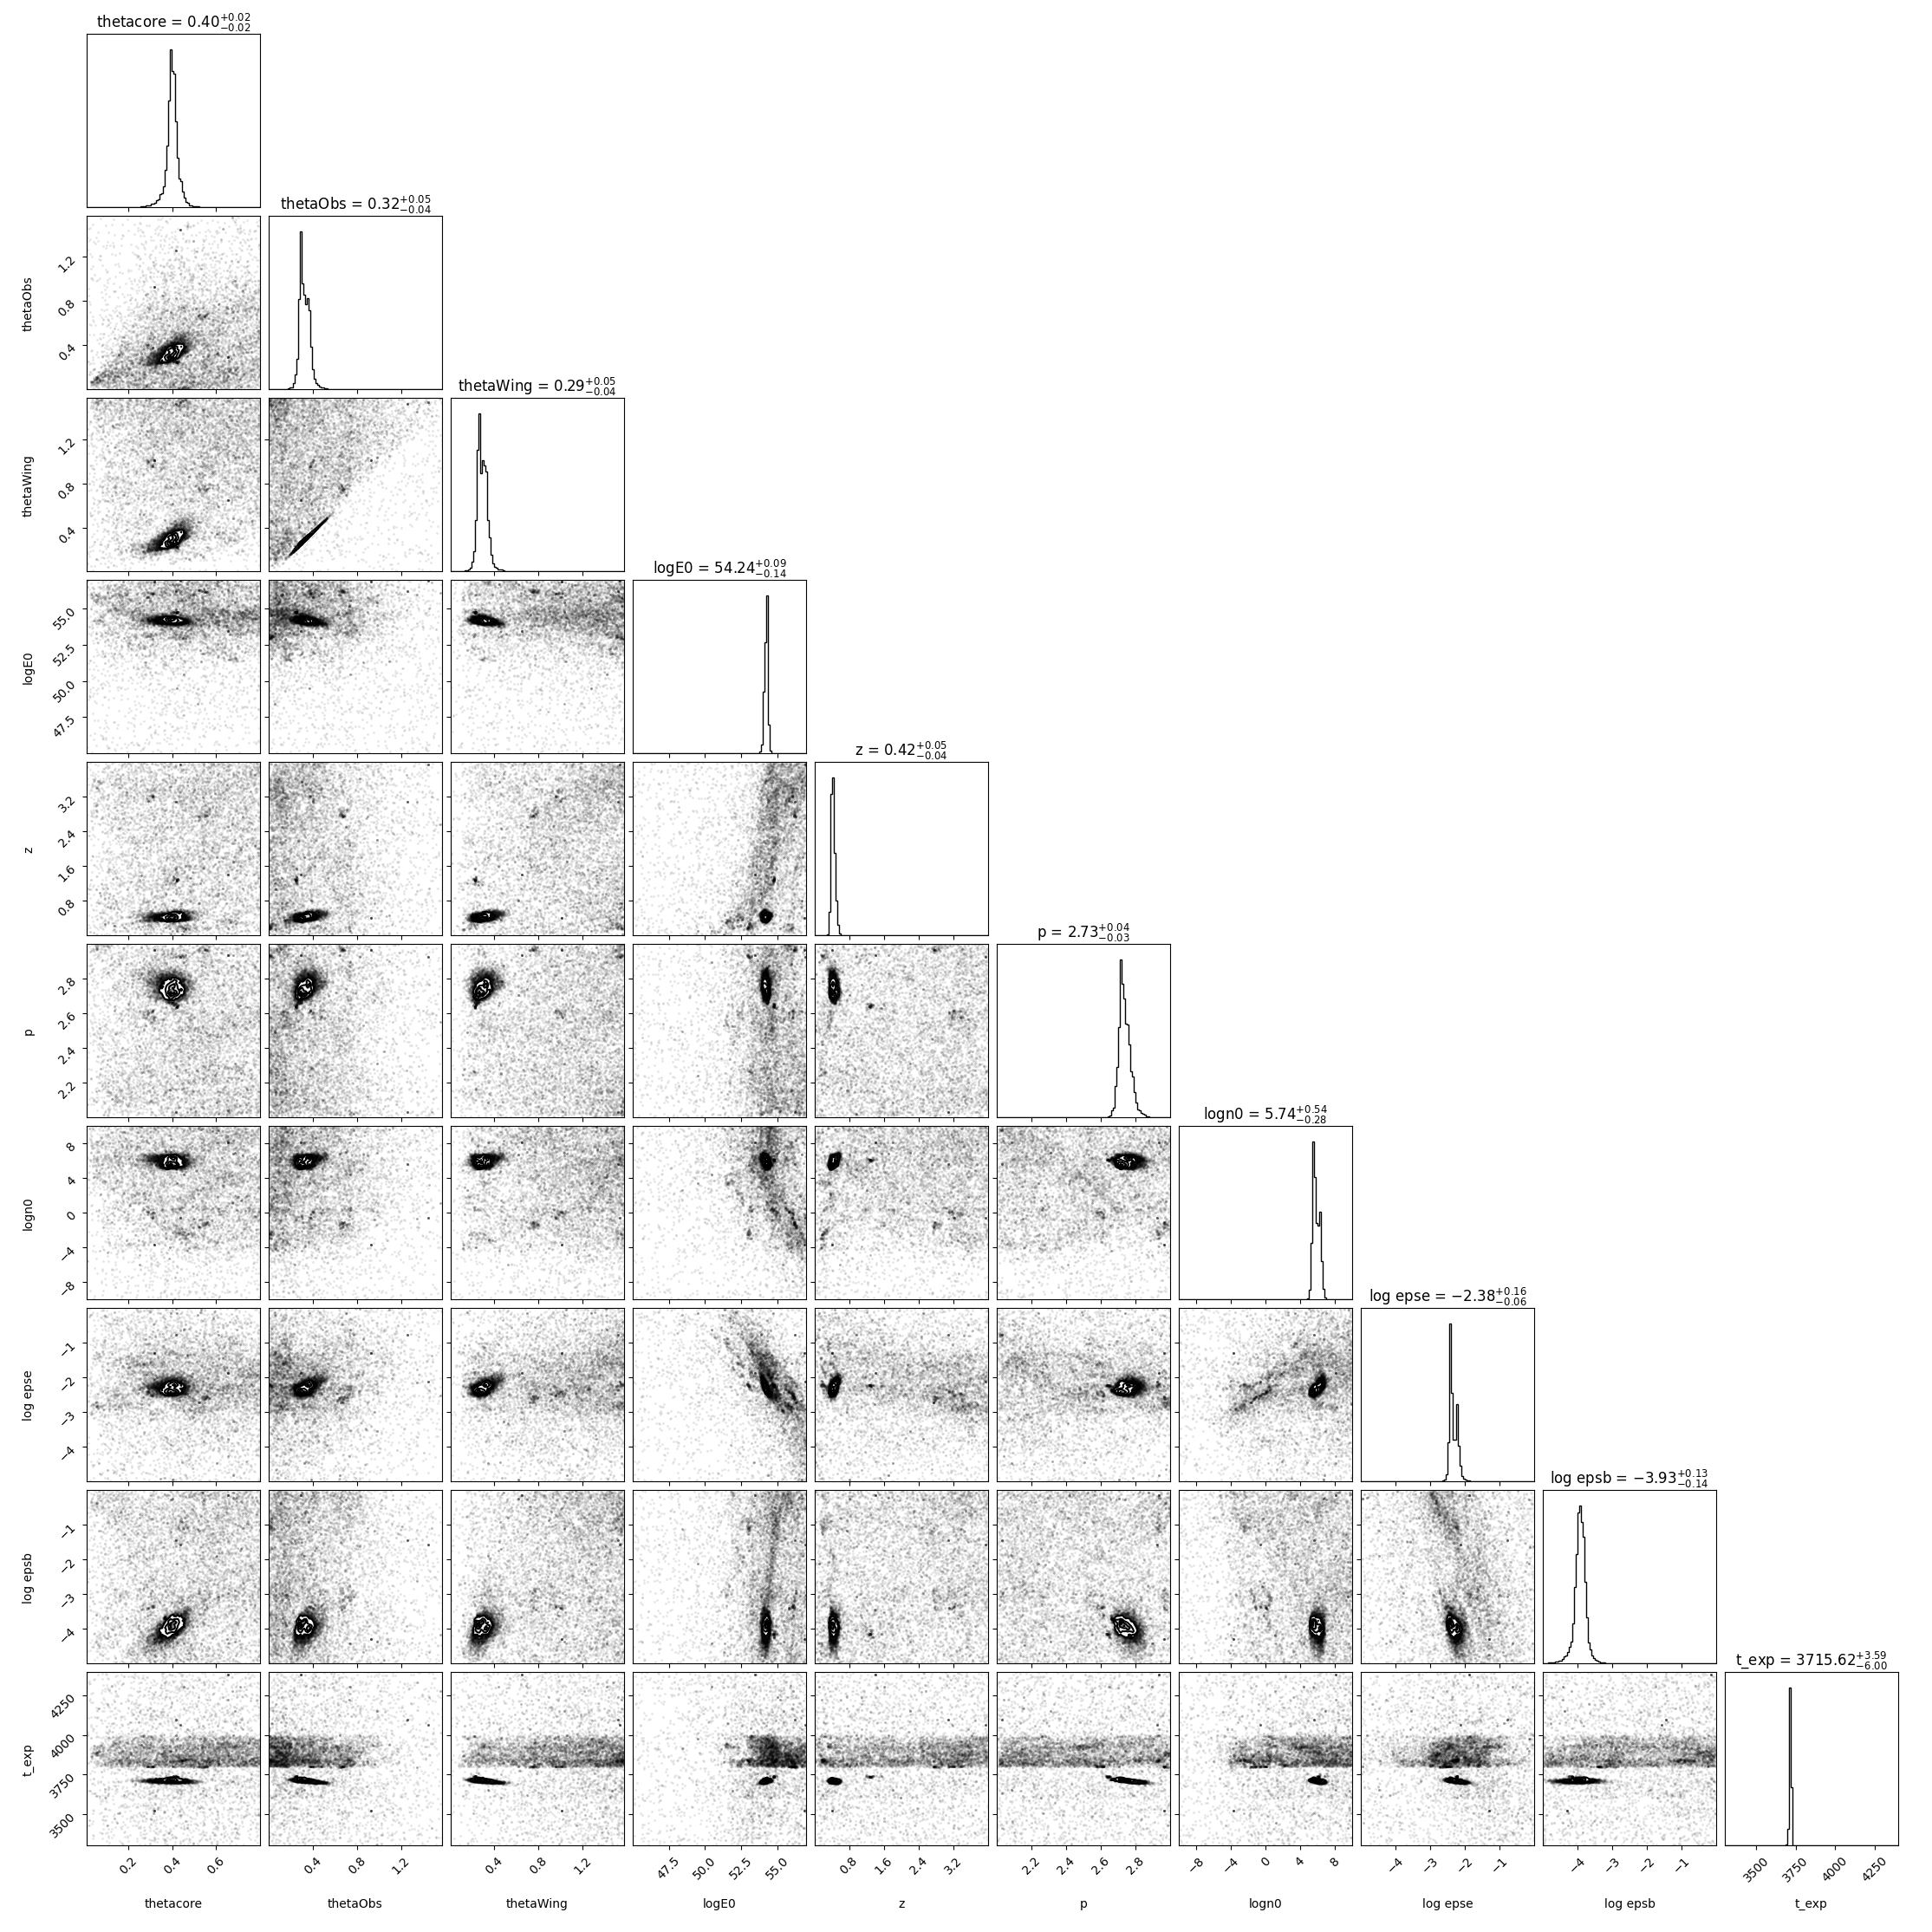 thetacore = 0.40+0.02−0.02
thetaObs = 0.32+0.05−0.04
thetaObs
1.2
0.8
0.4
thetaWing = 0.29+0.05−0.04
thetaWing
1.2
0.8
0.4
logE0 = 54.24+0.09−0.14
logE0
55.0
52.5
50.0
47.5
z = 0.42+0.05−0.04
z
3.2
2.4
1.6
0.8
p = 2.73+0.04−0.03
p
2.8
2.6
2.4
2.2
logn0 = 5.74+0.54−0.28
logn0
8
4
0
−4
−8
log epse = −2.38+0.16−0.06
log epse
−1
−2
−3
−4
log epsb = −3.93+0.13−0.14
log epsb
−1
−2
−3
−4
t_exp = 3715.62+3.59−6.00
t_exp
4250
4000
3750
3500
0.2 0.4 0.6 0.4 0.8 1.2 0.4 0.8 1.2 47.5 50.0 52.5 55.0 0.8 1.6 2.4 3.2 2.2 2.4 2.6 2.8 −8 −4 0 4 8 −4 −3 −2 −1 −4 −3 −2 −1 3500 3750 4000 4250
thetacore thetaObs thetaWing logE0 z p logn0 log epse log epsb t_exp